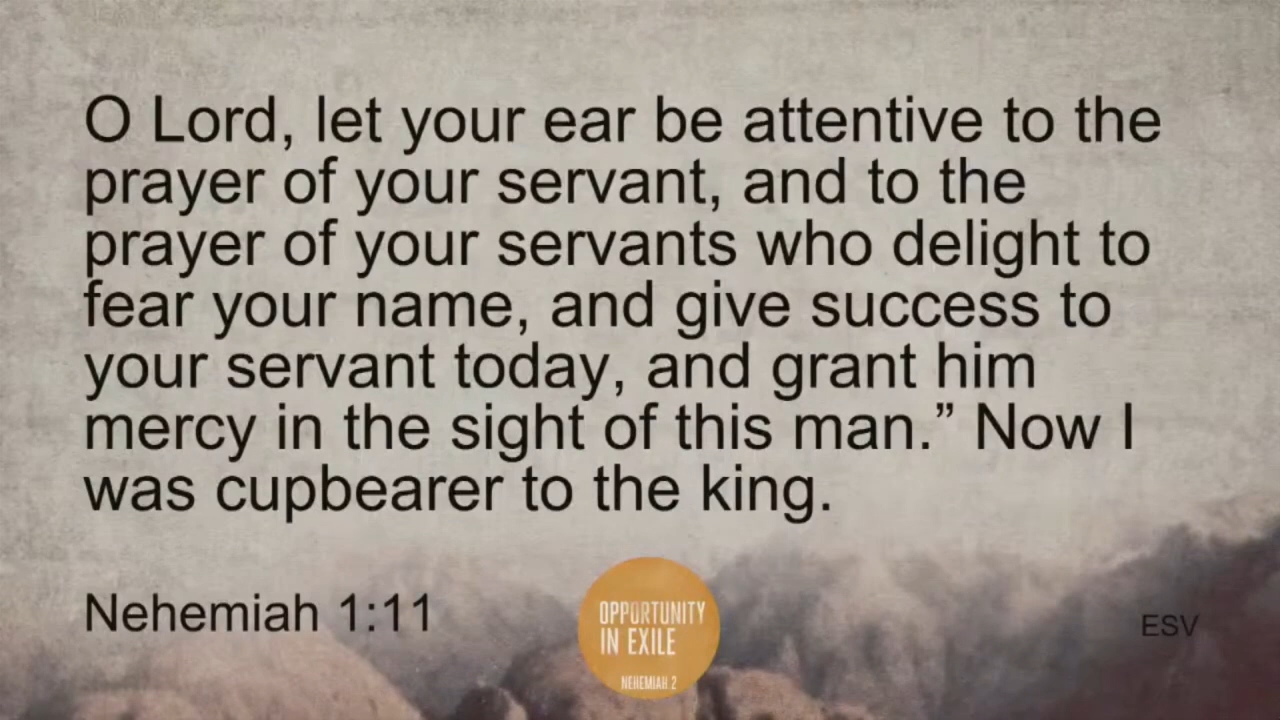 O Lord, let your ear be attentive to the
prayer of your servant, and to the
prayer of your servants who delight to
fear your name, and give success to
your servant today, and grant him
mercy in the sight of this man.” Now I
was cupbearer to the king.
Nehemiah 1:11
OPPORTUNITY
IN EXILE
NEHEMIAH 2
ESV